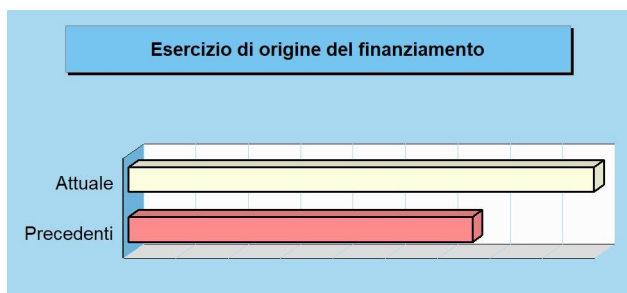 Esercizio di origine del finanziamento
Attuale
Precedenti